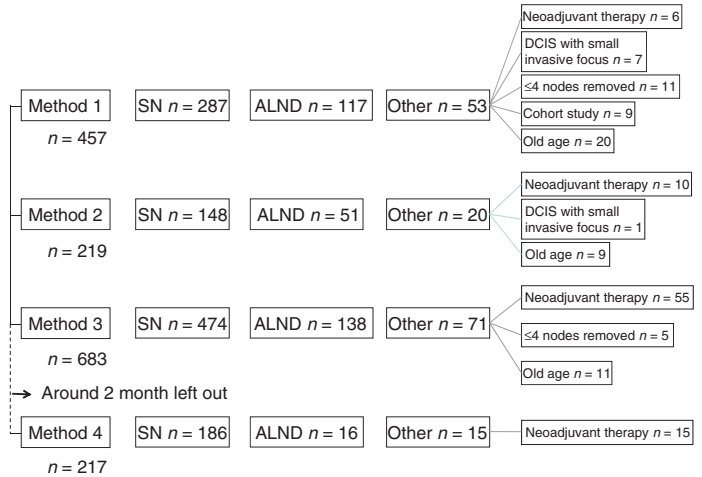 Neoadjuvant therapy n = 6
DCIS with small
invasive focus n = 7
≤4 nodes removed n = 11
Method 1
SN n = 287
ALND n = 117
Other n = 53
Cohort study n = 9
n = 457
Old age n = 20
Neoadjuvant therapy n = 10
Method 2
SN n = 148
ALND n = 51
Other n = 20
DCIS with small
invasive focus n = 1
n = 219
Old age n = 9
Neoadjuvant therapy n = 55
Method 3
SN n = 474
ALND n = 138
Other n = 71
≤4 nodes removed n = 5
n = 683
Old age n = 11
Around 2 month left out
Method 4
SN n = 186
ALND n = 16
Other n = 15
Neoadjuvant therapy n = 15
n = 217